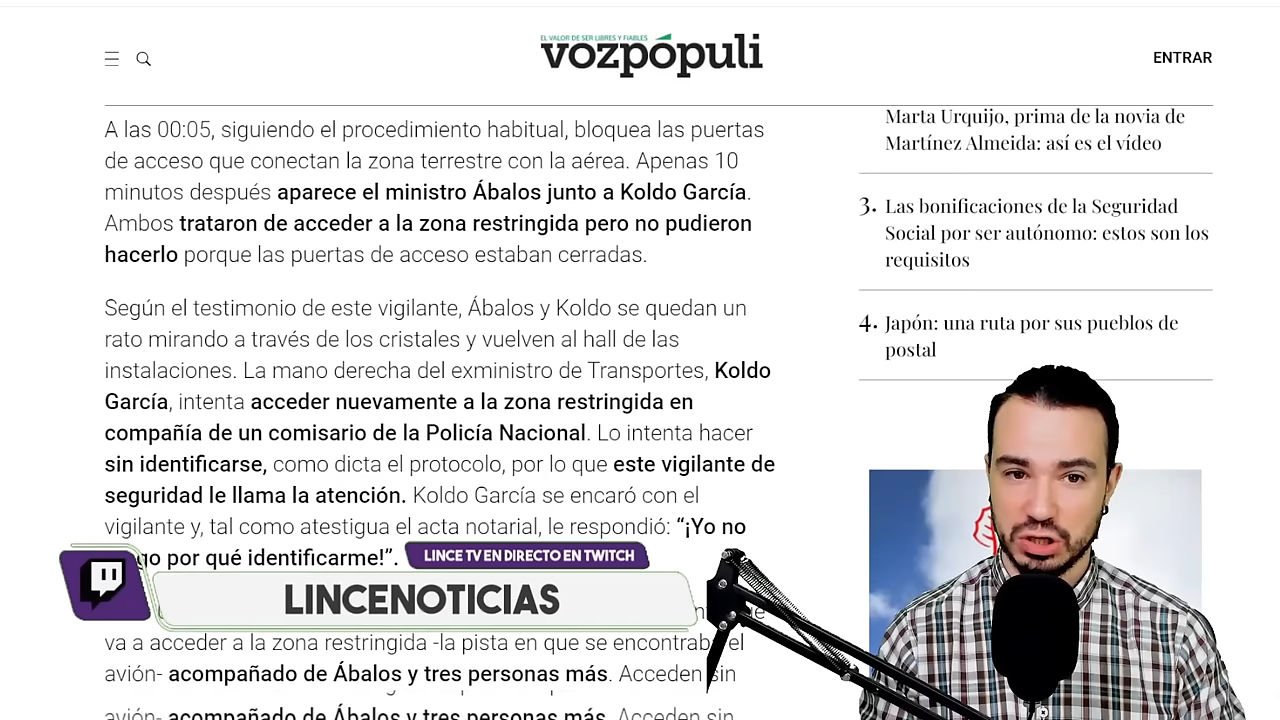 EL VALOR DE SER LIBRES Y FIABLES
vozpópuli
ENTRAR
A las 00:05, siguiendo el procedimiento habitual, bloquea las puertas
de acceso que conectan la zona terrestre con la aérea. Apenas 10
minutos después aparece el ministro Ábalos junto a Koldo García.
Ambos trataron de acceder a la zona restringida pero no pudieron
hacerlo porque las puertas de acceso estaban cerradas.
Según el testimonio de este vigilante, Ábalos y Koldo se quedan un
rato mirando a través de los cristales y vuelven al hall de las
instalaciones. La mano derecha del exministro de Transportes, Koldo
García, intenta acceder nuevamente a la zona restringida en
compañía de un comisario de la Policía Nacional. Lo intenta hacer
sin identificarse, como dicta el protocolo, por lo que este vigilante de
seguridad le llama la atención. Koldo García se encaró con el
vigilante y, tal como atestigua el acta notarial, le respondió: “¡Yo no
por qué identificarme!”.
va a acceder a la zona restringida -la pista en que se encontraba el
avión- acompañado de Ábalos y tres personas más. Acceden sin
avión- acompañado de Ábalos y tres personas más. Acceden sin
Marta Urquijo, prima de la novia de
Martínez Almeida: así es el vídeo
3. Las bonificaciones de la Seguridad
Social por ser autónomo: estos son los
requisitos
4. Japón: una ruta por sus pueblos de
postal
LINCE TV EN DIRECTO EN TWITCH
LINCENOTICIAS